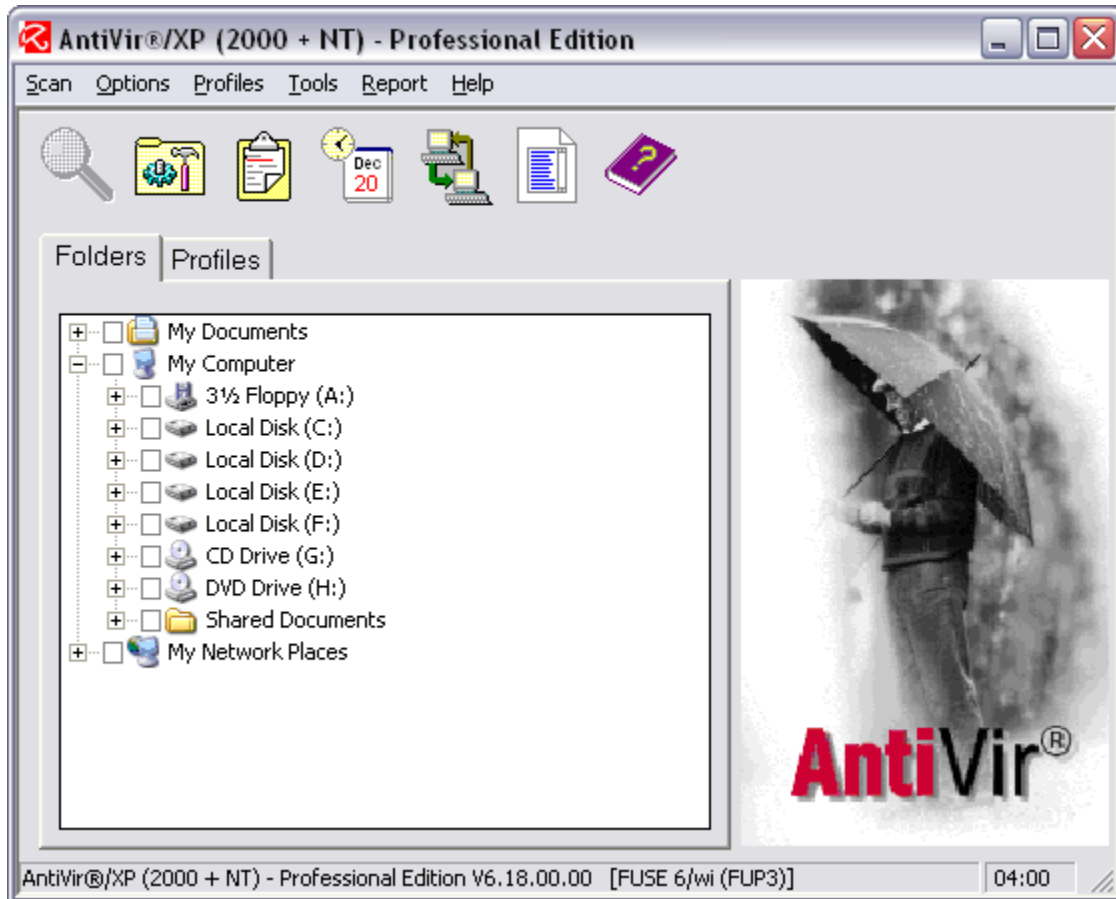 AntiVir®/XP (2000 + NT) - Professional Edition
Scan Options Profiles Tools Report Help
Dec
20
?
Folders Profiles
My Documents
My Computer
3½ Floppy (A:)
Local Disk (C:)
Local Disk (D:)
Local Disk (E:)
Local Disk (F:)
CD Drive (G:)
DVD Drive (H:)
Shared Documents
My Network Places
AntiVir®
AntiVir®/XP (2000 + NT) - Professional Edition V6.18.00.00 [FUSE 6/wi (FUP3)] 04:00